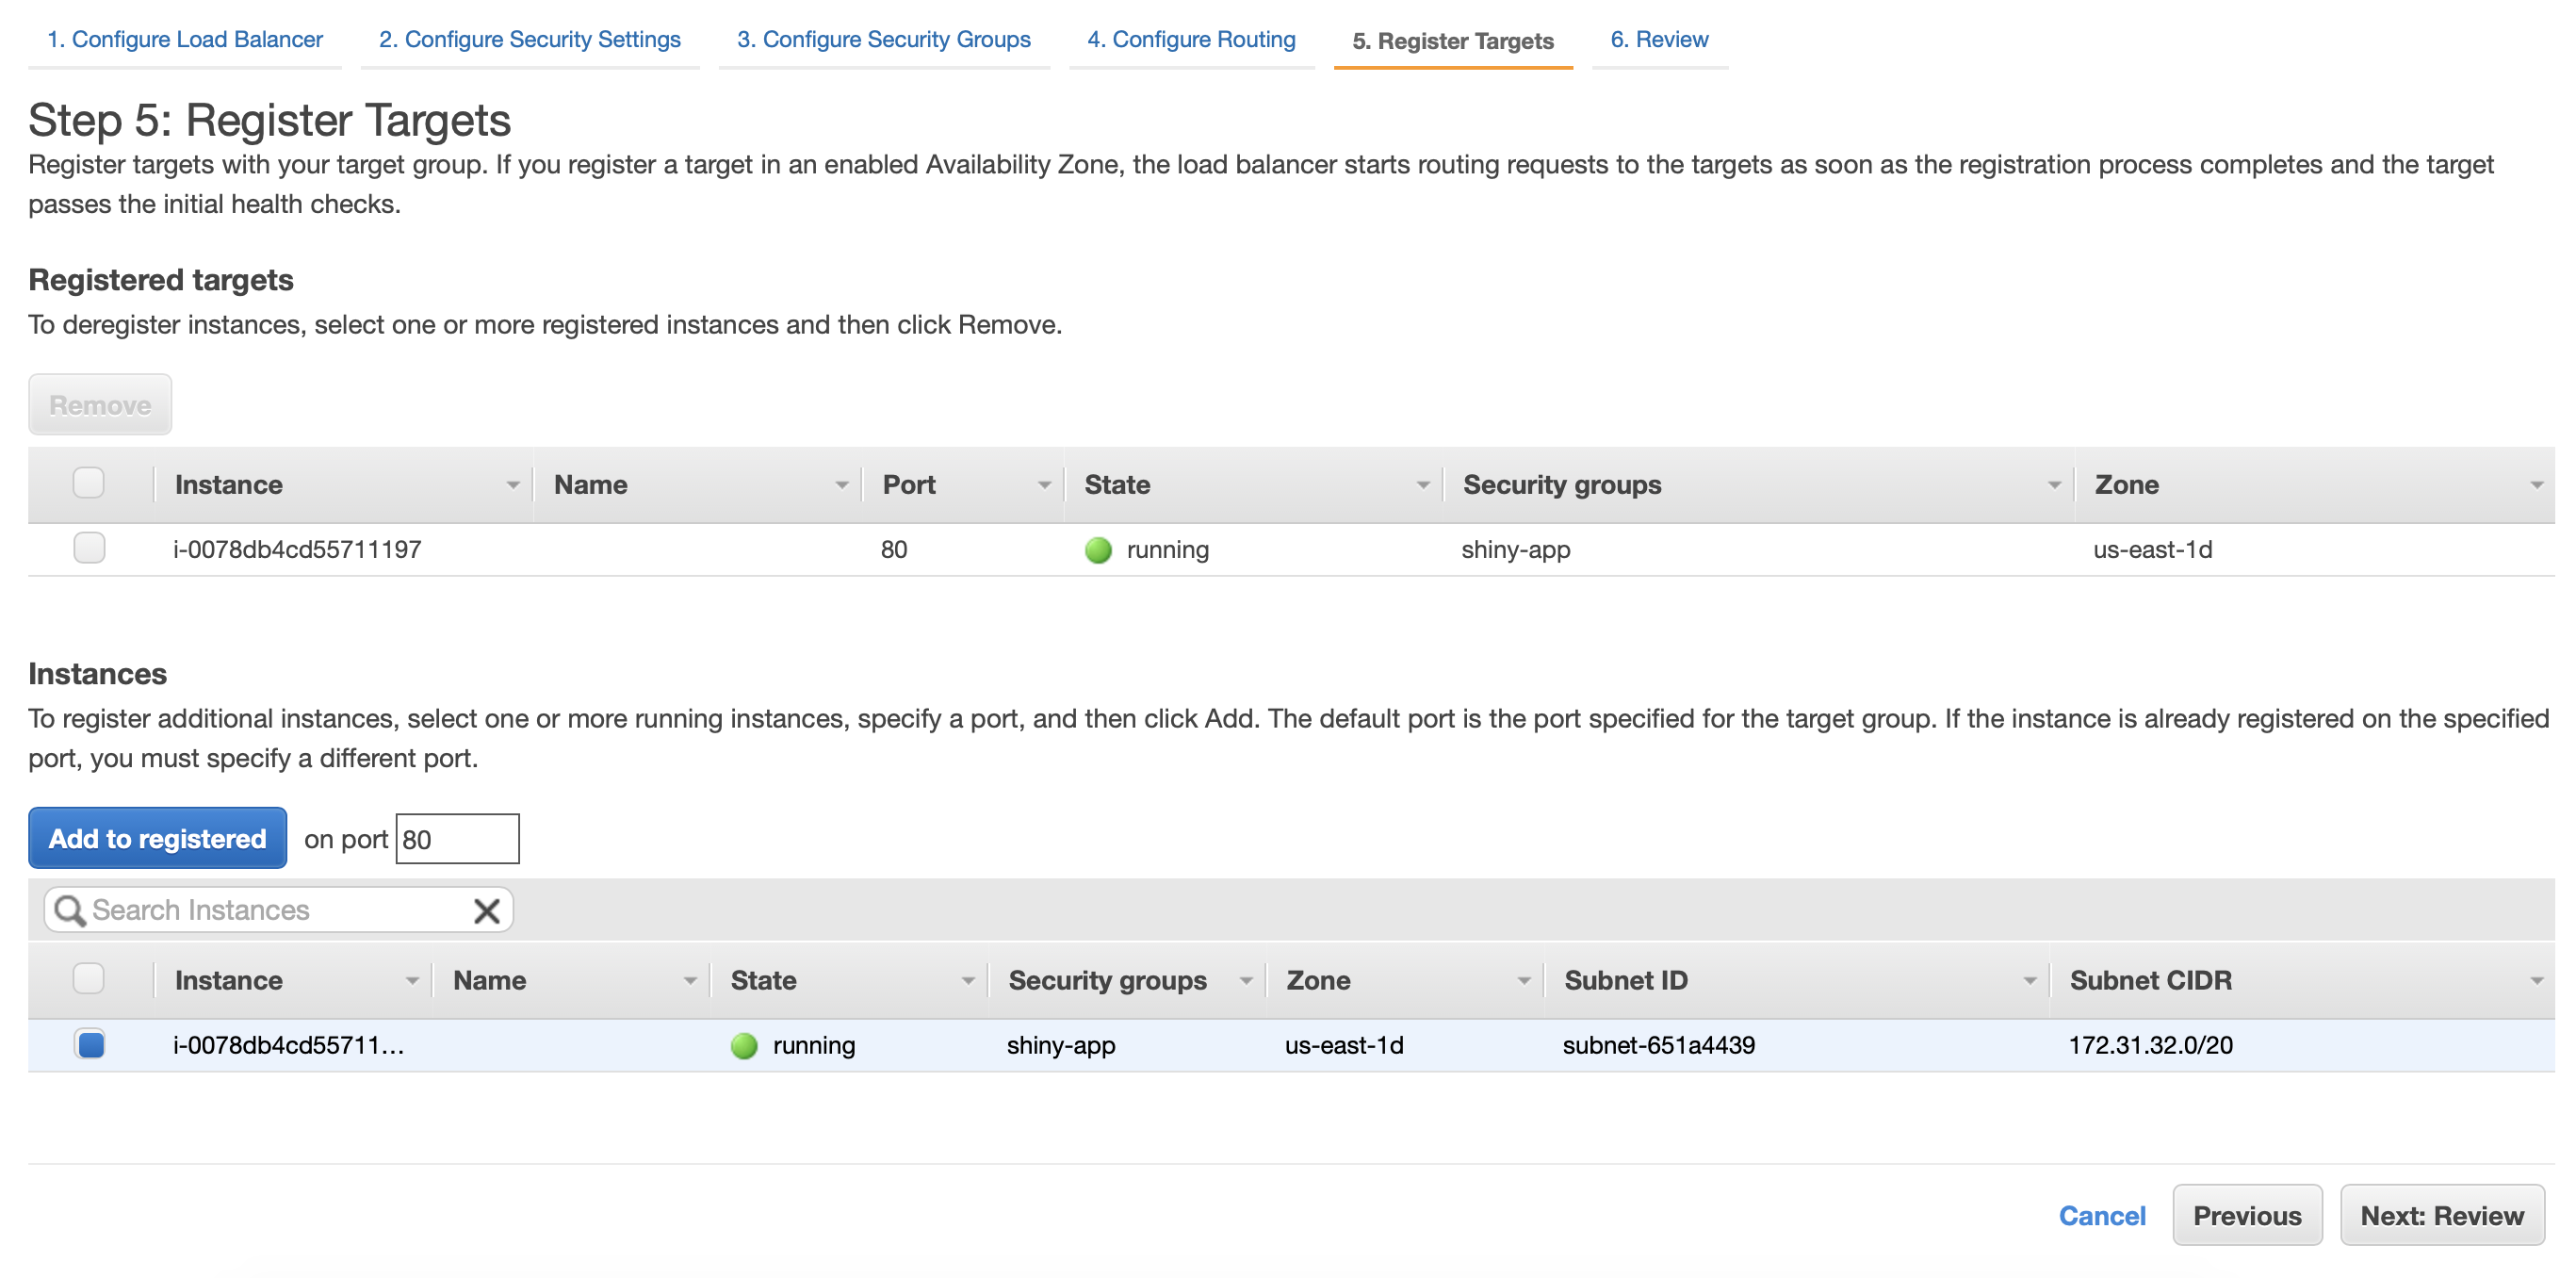 1. Configure Load Balancer 2. Configure Security Settings 3. Configure Security Groups 4. Configure Routing 5. Register Targets 6. Review
Step 5: Register Targets
Register targets with your target group. If you register a target in an enabled Availability Zone, the load balancer starts routing requests to the targets as soon as the registration process completes and the target
passes the initial health checks.
Registered targets
To deregister instances, select one or more registered instances and then click Remove.
Remove
Instance Name Port State Security groups Zone
i-0078db4cd55711197 80 running shiny-app us-east-1d
Instances
To register additional instances, select one or more running instances, specify a port, and then click Add. The default port is the port specified for the target group. If the instance is already registered on the specified
port, you must specify a different port.
Add to registered on port 80
Search Instances
Instance Name State Security groups Zone Subnet ID Subnet CIDR
i-0078db4cd55711... running shiny-app us-east-1d subnet-651a4439 172.31.32.0/20
Cancel Previous Next: Review